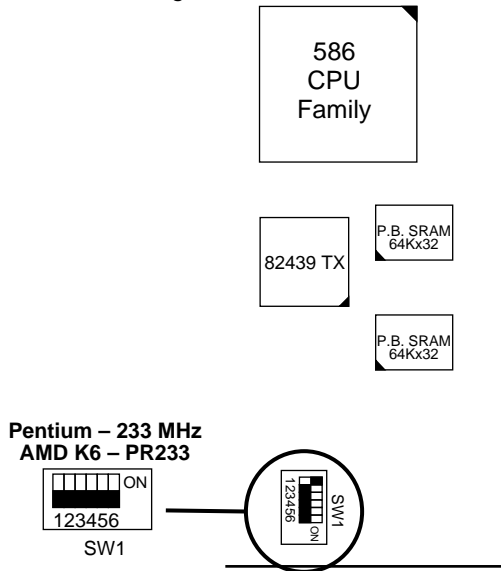 586
CPU
Family
82439 TX
P.B. SRAM
64Kx32
P.B. SRAM
64Kx32
Pentium – 233 MHz
AMD K6 – PR233
ON
123456
SW1
SW1
123456
ON